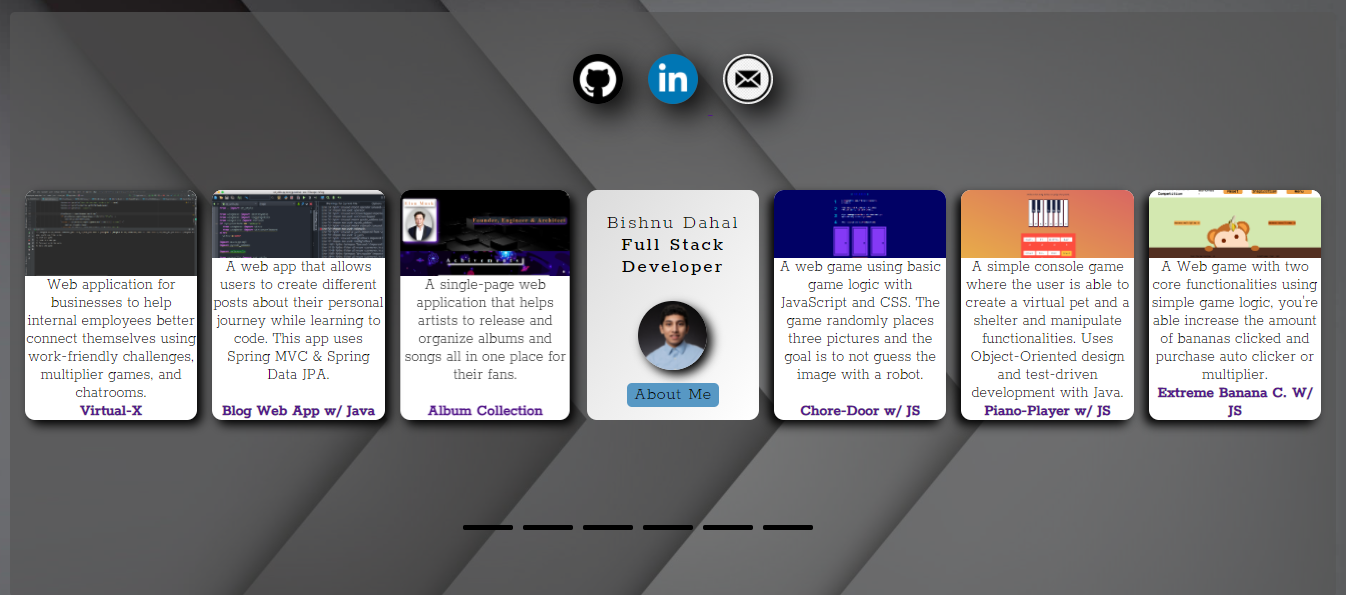 in
Web application for
businesses to help
internal employees better
connect themselves using
work-friendly challenges,
multiplier games, and
chatrooms.
Virtual-X
A web app that allows
users to create different
posts about their personal
journey while learning to
code. This app uses
Spring MVC & Spring
Data JPA.
Blog Web App w/ Java
Founder, Engineer & Architect
A single-page web
application that helps
artists to release and
organize albums and
songs all in one place for
their fans.
Album Collection
Bishnu Dahal
Full Stack
Developer
About Me
A web game using basic
game logic with
JavaScript and CSS. The
game randomly places
three pictures and the
goal is to not guess the
image with a robot.
Chore-Door w/ JS
A simple console game
where the user is able to
create a virtual pet and a
shelter and manipulate
functionalities. Uses
Object-Oriented design
and test-driven
development with Java.
Piano-Player w/ JS
Competition
A Web game with two
core functionalities using
simple game logic, you're
able increase the amount
of bananas clicked and
purchase auto clicker or
multiplier.
Extreme Banana C. W/
JS